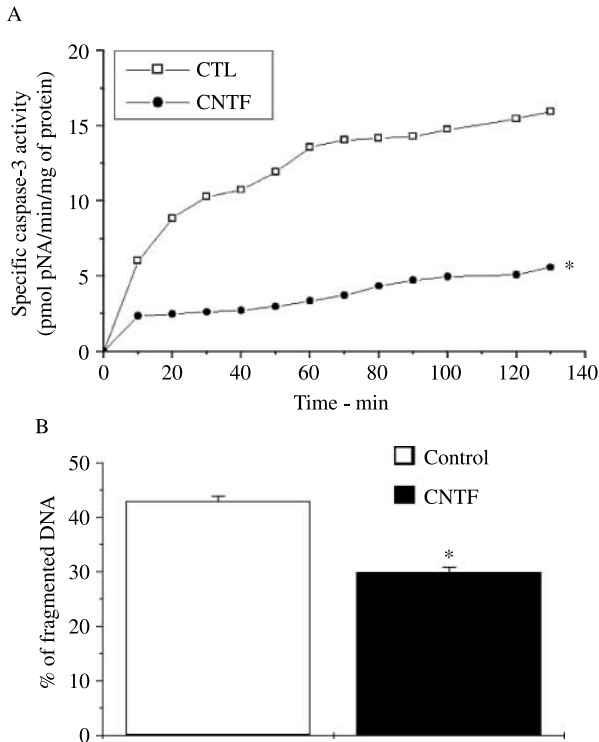 A
CTL
CNTF
Specific caspase-3 activity
(pmol pNA/min/mg of protein)
20
15
10
5
0
*
0 20 40 60 80 100 120 140
Time - min
B
Control
CNTF
% of fragmented DNA
50
40
30
20
10
0
*